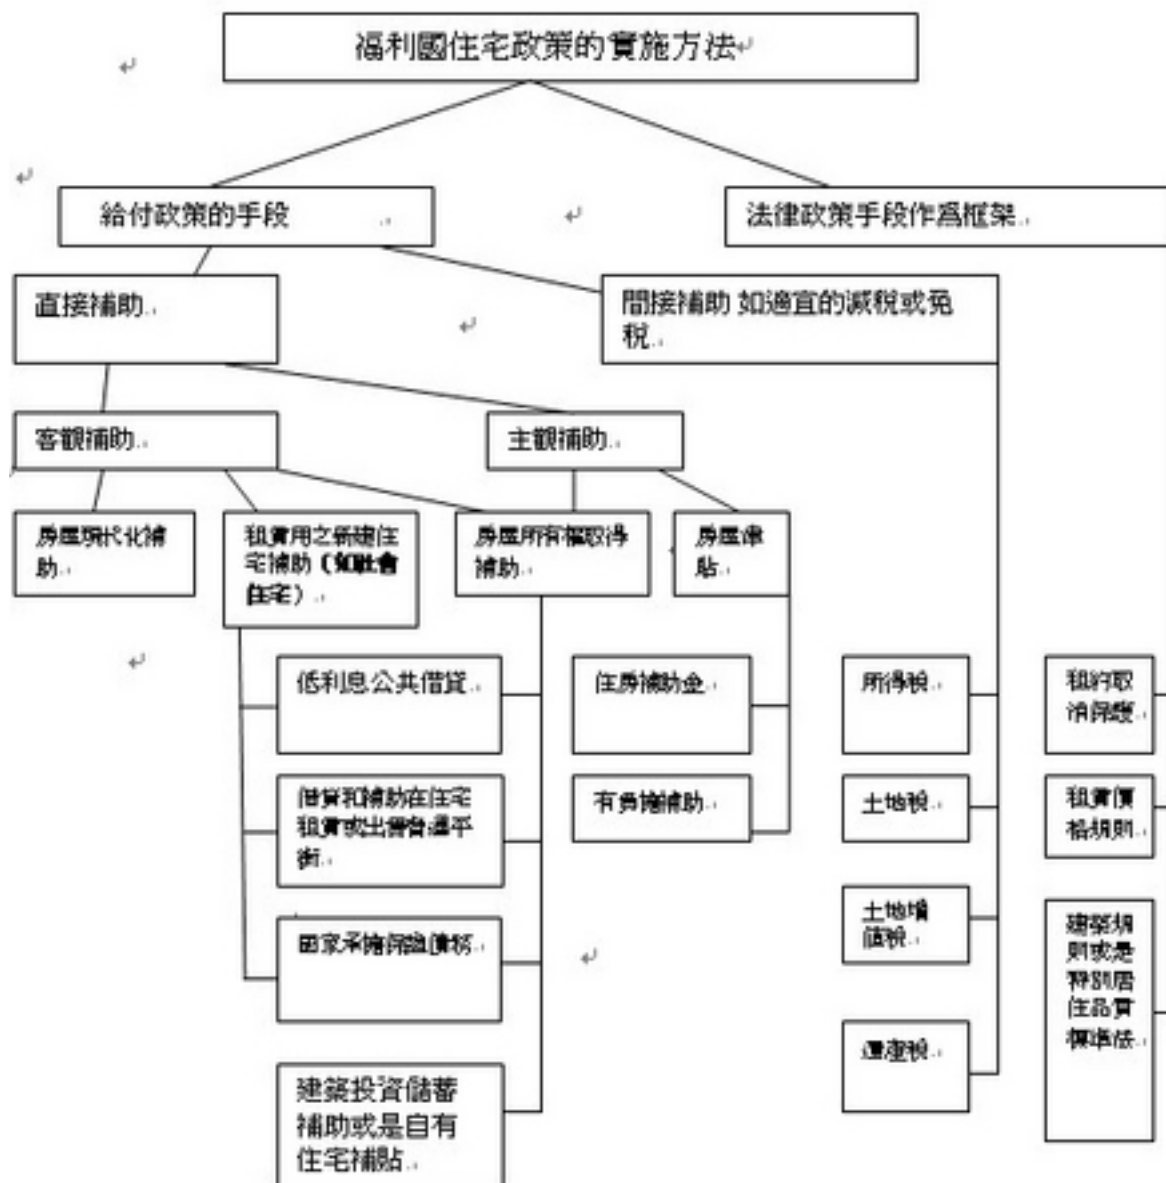 福利國住宅政策的實施方法
給付政策的手段
法律政策手段作爲框架
直接補助
間接補助 如適宜的減稅或免
稅
客觀補助
主觀補助
房屋現代化補
助
租賃用之新建住
宅補助（如社會
住宅）
房屋所有權取得
補助
房屋津
貼
低利息公共借貸
住房補助金
所得稅
租約取
消保護
借貸和補助在住宅
租賃或出售營運平
衡
有負擔補助
土地稅
租賃價
格規則
國家承擔保證債務
土地增
值稅
建築規
則或是
特別居
住品質
標準法
遺產稅
建築投資儲蓄
補助或是自有
住宅補貼